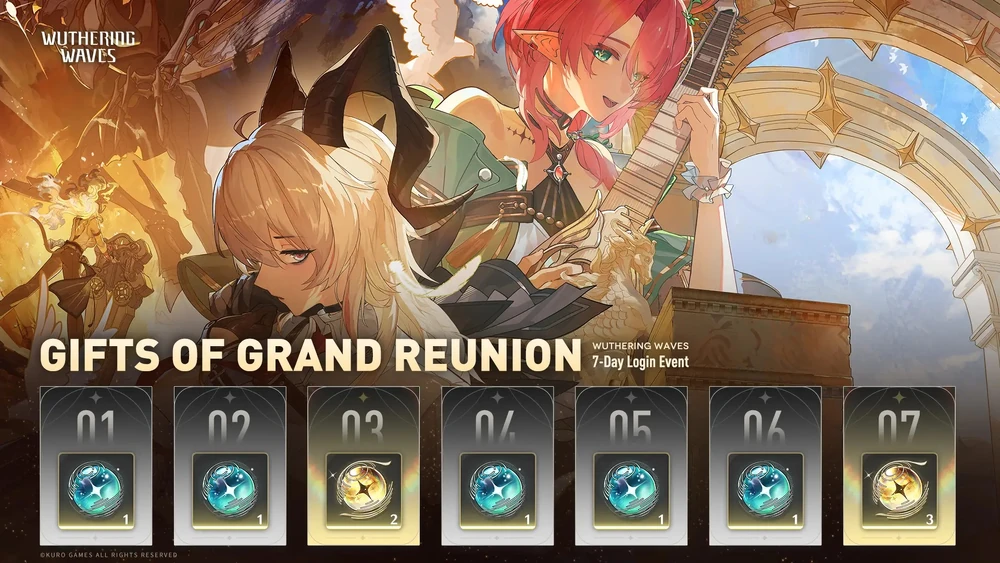 WUTHERING
WAVES
GIFTS OF GRAND REUNION
WUTHERING WAVES
7-Day Login Event
01 02 03 04 05 06 07
1 1 2 1 1 1 3
©KURO GAMES ALL RIGHTS RESERVED